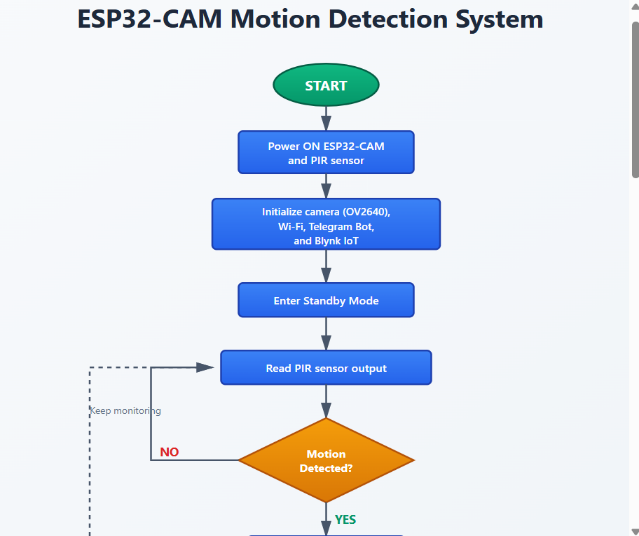 ESP32-CAM Motion Detection System
START
Power ON ESP32-CAM
and PIR sensor
Initialize camera (OV2640),
Wi-Fi, Telegram Bot,
and Blynk IoT
Enter Standby Mode
Read PIR sensor output
Keep monitoring
NO
Motion
Detected?
YES